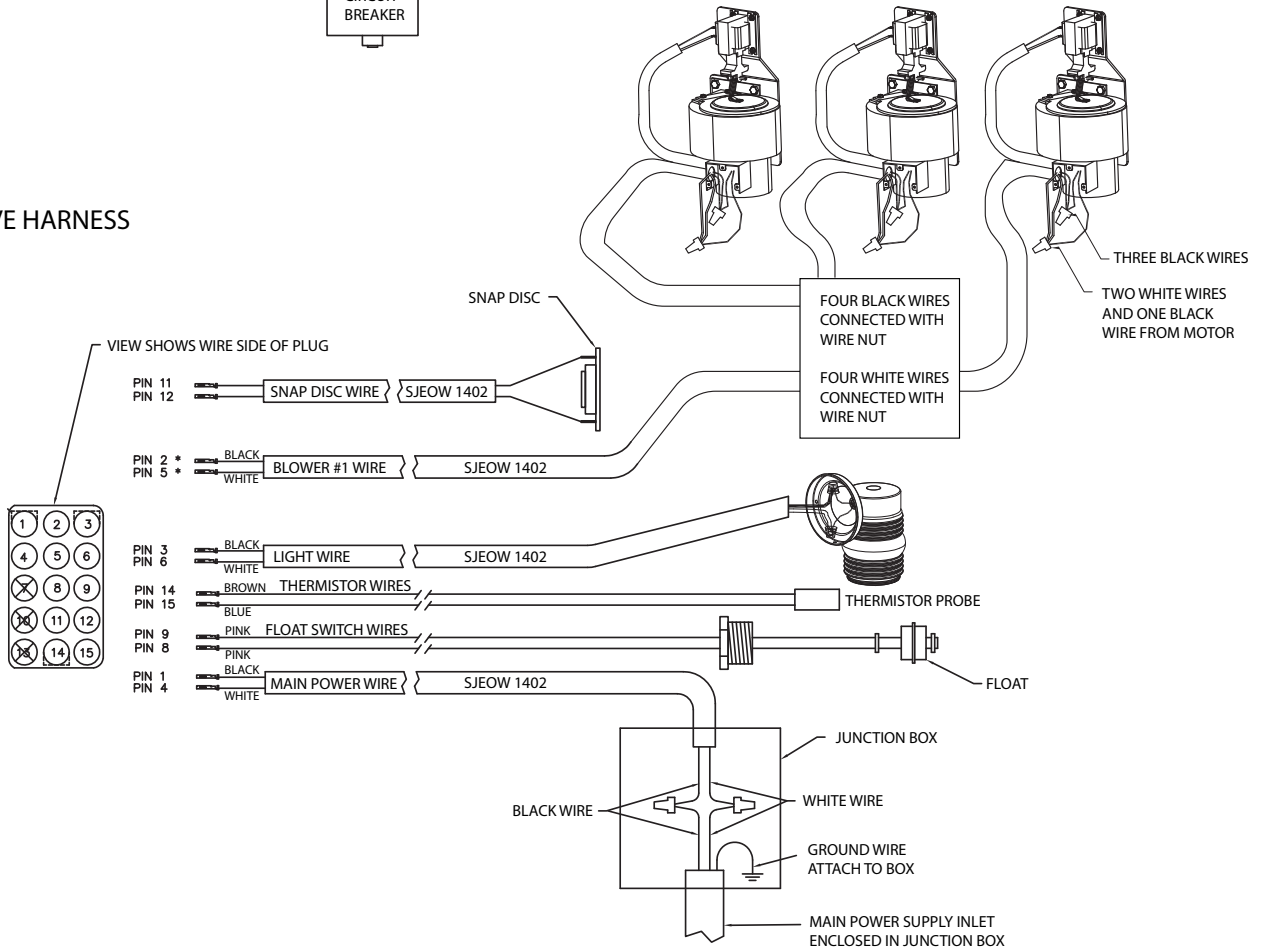 BREAKER
VE HARNESS
THREE BLACK WIRES
TWO WHITE WIRES
AND ONE BLACK
WIRE FROM MOTOR
FOUR BLACK WIRES
CONNECTED WITH
WIRE NUT
FOUR WHITE WIRES
CONNECTED WITH
WIRE NUT
SNAP DISC
VIEW SHOWS WIRE SIDE OF PLUG
PIN 11
PIN 12
SNAP DISC WIRE
SJEOW 1402
PIN 2 *
PIN 5 *
BLACK
WHITE
BLOWER #1 WIRE
SJEOW 1402
1 2 3
4 5 6
7 8 9
10 11 12
13 14 15
PIN 3
PIN 6
BLACK
WHITE
LIGHT WIRE
SJEOW 1402
PIN 14
PIN 15
BROWN
BLUE
THERMISTOR WIRES
THERMISTOR PROBE
PIN 9
PIN 8
PINK
PINK
FLOAT SWITCH WIRES
FLOAT
PIN 1
PIN 4
BLACK
WHITE
MAIN POWER WIRE
SJEOW 1402
JUNCTION BOX
BLACK WIRE
WHITE WIRE
GROUND WIRE
ATTACH TO BOX
MAIN POWER SUPPLY INLET
ENCLOSED IN JUNCTION BOX